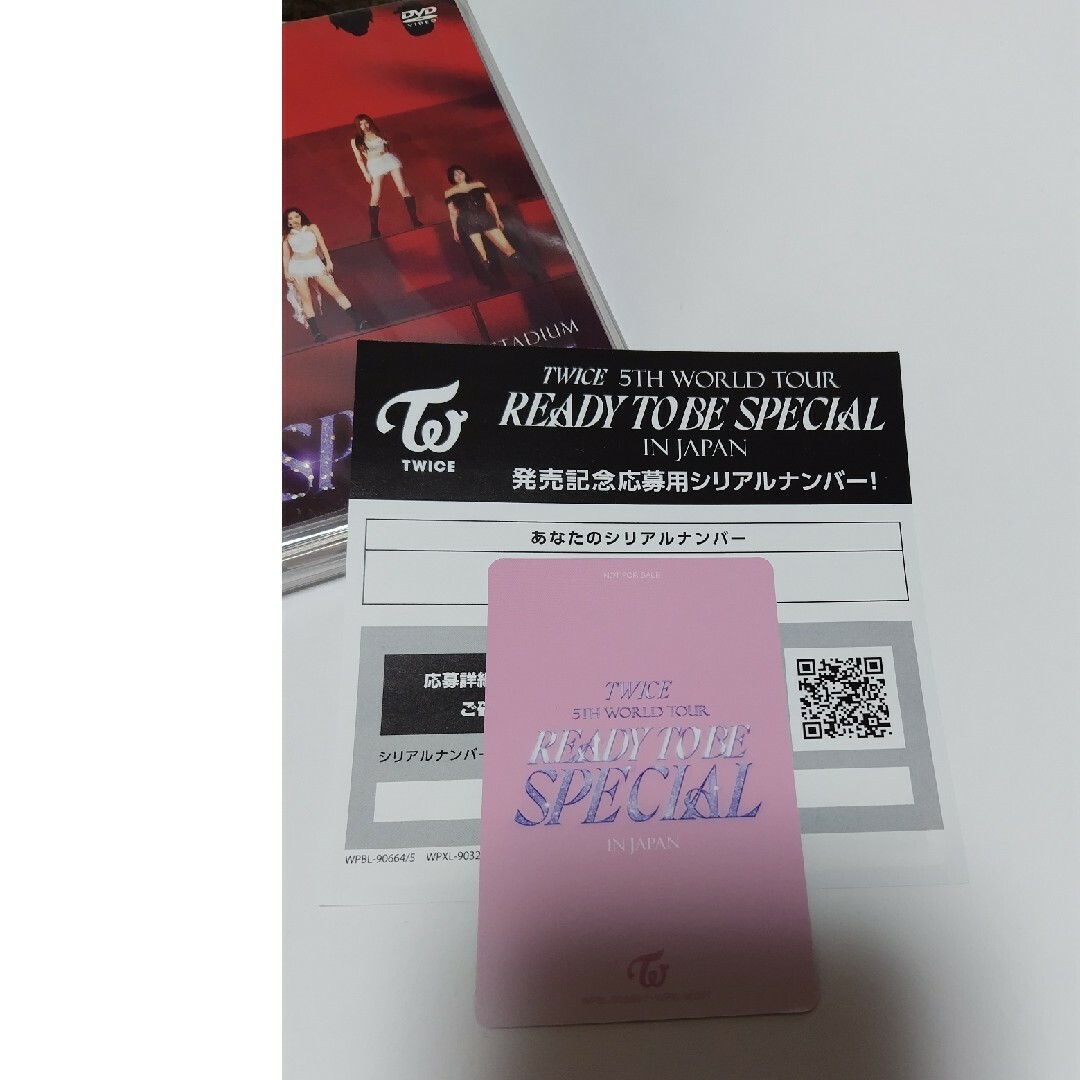 DVD
VIDEO
STADIUM
SP
TWICE 5TH WORLD TOUR
READY TO BE SPECIAL
IN JAPAN
TWICE
発売記念応募用シリアルナンバー!
あなたのシリアルナンバー
NOT FOR SALE
応募詳細
シリアルナンバー
TWICE
5TH WORLD TOUR
READY TO BE
SPECIAL
IN JAPAN
WPBL-90664/5 WPXL-9032